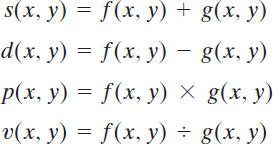 s(x, y) = f(x, y) + g(x, y)
d(x, y) = f(x, y) − g(x, y)
p(x, y) = f(x, y) × g(x, y)
v(x, y) = f(x, y) ÷ g(x, y)